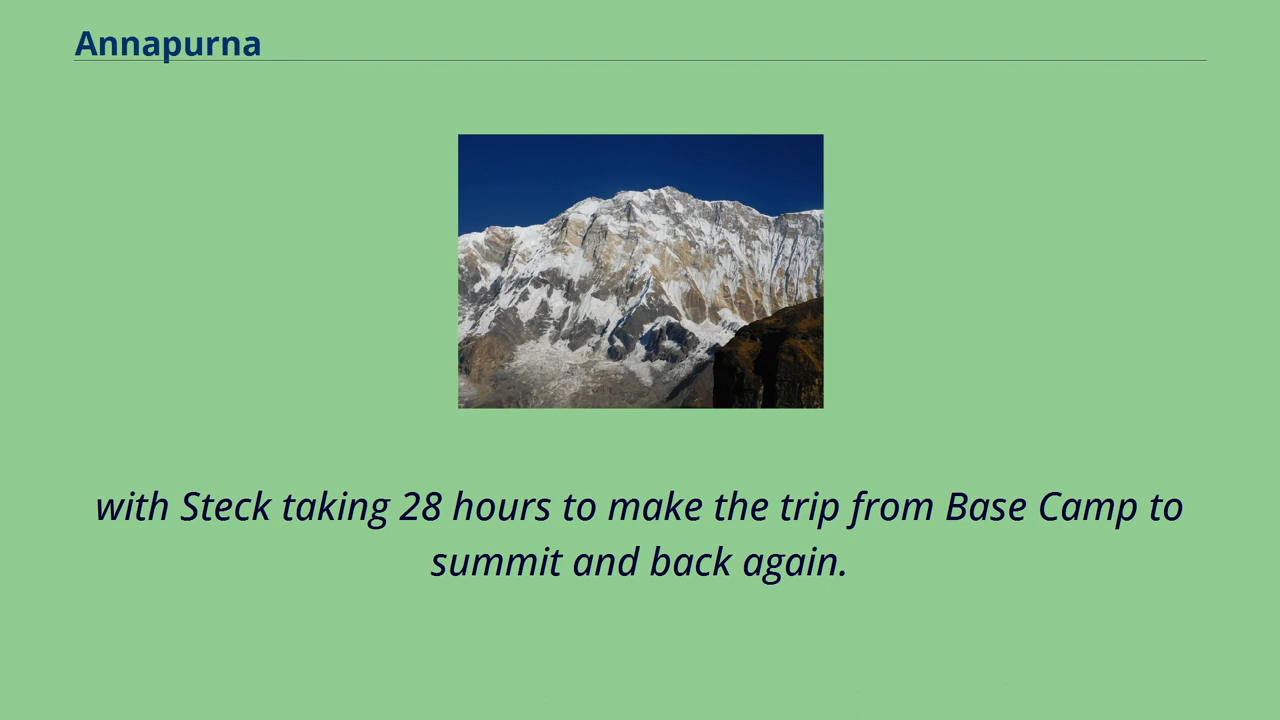 Annapurna
with Steck taking 28 hours to make the trip from Base Camp to
summit and back again.